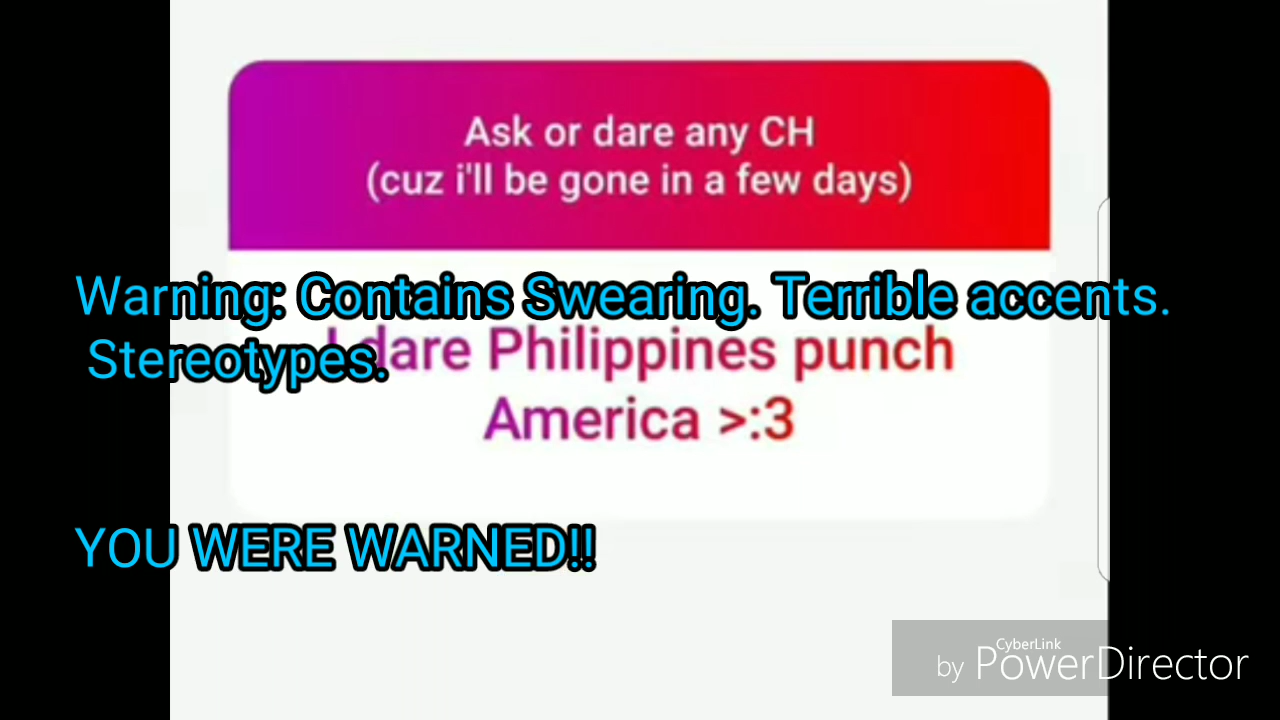 Ask or dare any CH
(cuz i'll be gone in a few days)
Warning: Contains Swearing. Terrible accents.
Stereotypes.
I dare Philippines punch
America >:3
YOU WERE WARNED!!
CyberLink
by PowerDirector